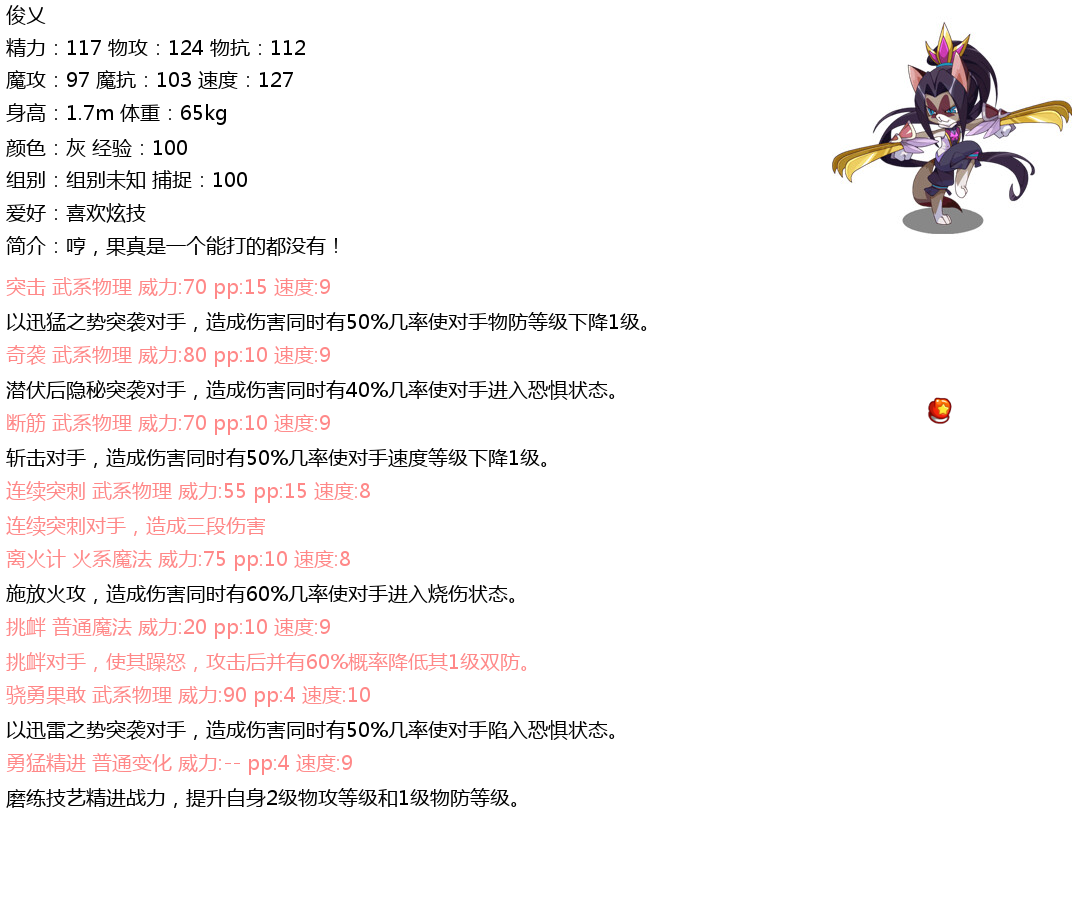 俊乂
精力：117 物攻：124 物抗：112
魔攻：97 魔抗：103 速度：127
身高：1.7m 体重：65kg
颜色：灰 经验：100
组别：组别未知 捕捉：100
爱好：喜欢炫技
简介：哼，果真是一个能打的都没有！
突击 武系物理 威力:70 pp:15 速度:9
以迅猛之势突袭对手，造成伤害同时有50%几率使对手物防等级下降1级。
奇袭 武系物理 威力:80 pp:10 速度:9
潜伏后隐秘突袭对手，造成伤害同时有40%几率使对手进入恐惧状态。
断筋 武系物理 威力:70 pp:10 速度:9
斩击对手，造成伤害同时有50%几率使对手速度等级下降1级。
连续突刺 武系物理 威力:55 pp:15 速度:8
连续突刺对手，造成三段伤害
离火计 火系魔法 威力:75 pp:10 速度:8
施放火攻，造成伤害同时有60%几率使对手进入烧伤状态。
挑衅 普通魔法 威力:20 pp:10 速度:9
挑衅对手，使其躁怒，攻击后并有60%概率降低其1级双防。
骁勇果敢 武系物理 威力:90 pp:4 速度:10
以迅雷之势突袭对手，造成伤害同时有50%几率使对手陷入恐惧状态。
勇猛精进 普通变化 威力:-- pp:4 速度:9
磨练技艺精进战力，提升自身2级物攻等级和1级物防等级。